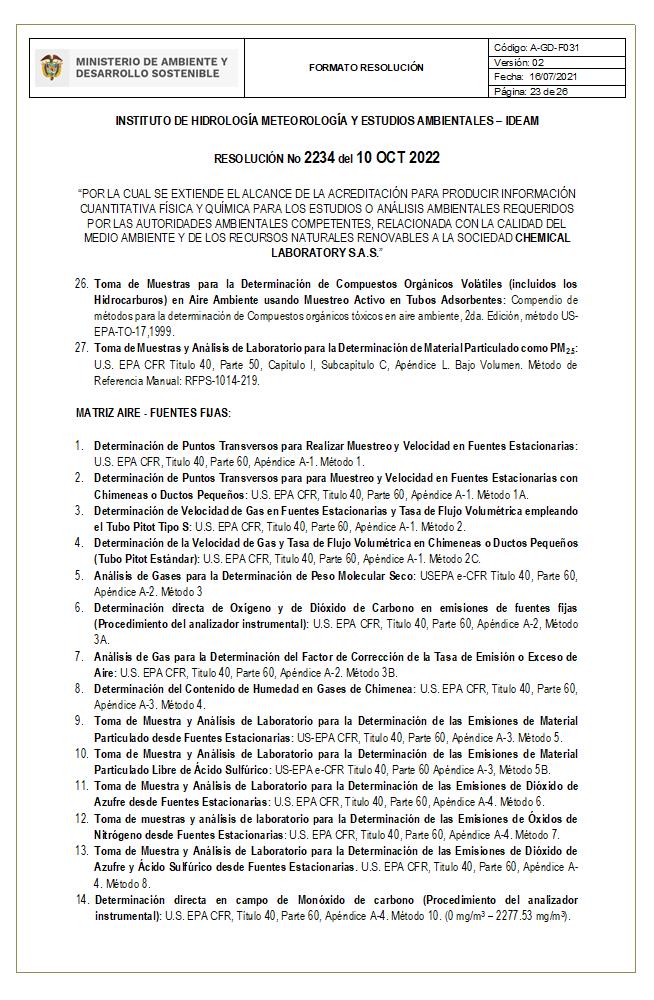 MINISTERIO DE AMBIENTE Y
DESARROLLO SOSTENIBLE
FORMATO RESOLUCIÓN
Código: A-GD-F031
Versión: 02
Fecha: 16/07/2021
Página: 23 de 26
INSTITUTO DE HIDROLOGÍA METEOROLOGÍA Y ESTUDIOS AMBIENTALES – IDEAM
RESOLUCIÓN No 2234 del 10 OCT 2022
“POR LA CUAL SE EXTIENDE EL ALCANCE DE LA ACREDITACIÓN PARA PRODUCIR INFORMACIÓN
CUANTITATIVA FÍSICA Y QUÍMICA PARA LOS ESTUDIOS O ANÁLISIS AMBIENTALES REQUERIDOS
POR LAS AUTORIDADES AMBIENTALES COMPETENTES, RELACIONADA CON LA CALIDAD DEL
MEDIO AMBIENTE Y DE LOS RECURSOS NATURALES RENOVABLES A LA SOCIEDAD CHEMICAL
LABORATORY S.A.S.”
26. Toma de Muestras para la Determinación de Compuestos Orgánicos Volátiles (incluidos los
Hidrocarburos) en Aire Ambiente usando Muestreo Activo en Tubos Adsorbentes: Compendio de
métodos para la determinación de Compuestos orgánicos tóxicos en aire ambiente, 2da. Edición, método US-
EPA-TO-17,1999.
27. Toma de Muestras y Análisis de Laboratorio para la Determinación de Material Particulado como PM2.5:
U.S. EPA CFR Título 40, Parte 50, Capítulo I, Subcapítulo C, Apéndice L. Bajo Volumen. Método de
Referencia Manual: RFPS-1014-219.
MATRIZ AIRE - FUENTES FIJAS:
1. Determinación de Puntos Transversos para Realizar Muestreo y Velocidad en Fuentes Estacionarias:
U.S. EPA CFR, Título 40, Parte 60, Apéndice A-1. Método 1.
2. Determinación de Puntos Transversos para para Muestreo y Velocidad en Fuentes Estacionarias con
Chimeneas o Ductos Pequeños: U.S. EPA CFR, Título 40, Parte 60, Apéndice A-1. Método 1A.
3. Determinación de Velocidad de Gas en Fuentes Estacionarias y Tasa de Flujo Volumétrica empleando
el Tubo Pitot Tipo S: U.S. EPA CFR, Título 40, Parte 60, Apéndice A-1. Método 2.
4. Determinación de la Velocidad de Gas y Tasa de Flujo Volumétrica en Chimeneas o Ductos Pequeños
(Tubo Pitot Estándar): U.S. EPA CFR, Título 40, Parte 60, Apéndice A-1. Método 2C.
5. Análisis de Gases para la Determinación de Peso Molecular Seco: USEPA e-CFR Título 40, Parte 60,
Apéndice A-2. Método 3
6. Determinación directa de Oxígeno y de Dióxido de Carbono en emisiones de fuentes fijas
(Procedimiento del analizador instrumental): U.S. EPA CFR, Título 40, Parte 60, Apéndice A-2, Método
3A.
7. Análisis de Gas para la Determinación del Factor de Corrección de la Tasa de Emisión o Exceso de
Aire: U.S. EPA CFR, Título 40, Parte 60, Apéndice A-2. Método 3B.
8. Determinación del Contenido de Humedad en Gases de Chimenea: U.S. EPA CFR, Título 40, Parte 60,
Apéndice A-3. Método 4.
9. Toma de Muestra y Análisis de Laboratorio para la Determinación de las Emisiones de Material
Particulado desde Fuentes Estacionarias: US-EPA CFR, Título 40, Parte 60, Apéndice A-3. Método 5.
10. Toma de Muestra y Análisis de Laboratorio para la Determinación de las Emisiones de Material
Particulado Libre de Ácido Sulfúrico: US-EPA e-CFR Título 40, Parte 60 Apéndice A-3, Método 5B.
11. Toma de Muestra y Análisis de Laboratorio para la Determinación de las Emisiones de Dióxido de
Azufre desde Fuentes Estacionarias: U.S. EPA CFR, Título 40, Parte 60, Apéndice A-4. Método 6.
12. Toma de muestras y análisis de laboratorio para la Determinación de las Emisiones de Óxidos de
Nitrógeno desde Fuentes Estacionarias: U.S. EPA CFR, Título 40, Parte 60, Apéndice A-4. Método 7.
13. Toma de Muestra y Análisis de Laboratorio para la Determinación de las Emisiones de Dióxido de
Azufre y Ácido Sulfúrico desde Fuentes Estacionarias. U.S. EPA CFR, Título 40, Parte 60, Apéndice A-
4. Método 8.
14. Determinación directa en campo de Monóxido de carbono (Procedimiento del analizador
instrumental): U.S. EPA CFR, Título 40, Parte 60, Apéndice A-4. Método 10. (0 mg/m³ – 2277.53 mg/m³).